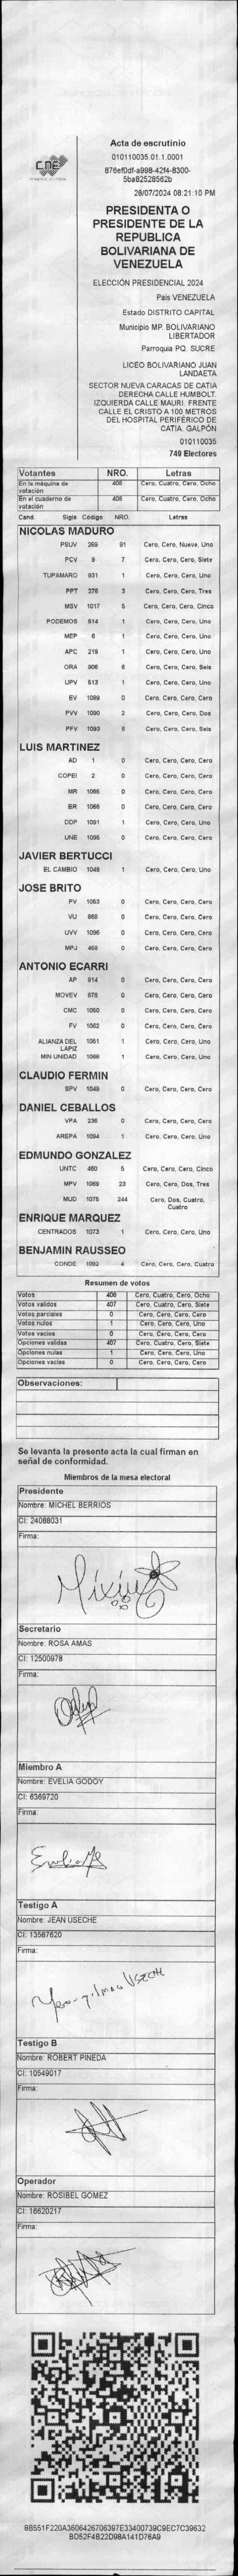 CNE
Acta de escrutinio
010110035.01.1.0001
876ef0df-a998-42f4-8300-
5ba82528562b
28/07/2024 08:21:10 PM
PRESIDENTA O
PRESIDENTE DE LA
REPUBLICA
BOLIVARIANA DE
VENEZUELA
ELECCIÓN PRESIDENCIAL 2024
Pais VENEZUELA
Estado DISTRITO CAPITAL
Municipio MP. BOLIVARIANO
LIBERTADOR
Parroquia PQ. SUCRE
LICEO BOLIVARIANO JUAN
LANDAETA
SECTOR NUEVA CARACAS DE CATIA
DERECHA CALLE HUMBOLT.
IZQUIERDA CALLE MAURI. FRENTE
CALLE EL CRISTO A 100 METROS
DEL HOSPITAL PERIFÉRICO DE
CATIA. GALPÓN
010110035
749 Electores
Votantes NRO. Letras
En la máquina de votación 408 Cero, Cuatro, Cero, Ocho
En el cuaderno de votación 408 Cero, Cuatro, Cero, Ocho
Cand. Sigla Código NRO. Letras
NICOLAS MADURO
PSUV 269 91 Cero, Cero, Nueve, Uno
PCV 9 7 Cero, Cero, Cero, Siete
TUPAMARO 931 1 Cero, Cero, Cero, Uno
PPT 276 3 Cero, Cero, Cero, Tres
MSV 1017 5 Cero, Cero, Cero, Cinco
PODEMOS 514 1 Cero, Cero, Cero, Uno
MEP 6 1 Cero, Cero, Cero, Uno
APC 219 1 Cero, Cero, Cero, Uno
ORA 906 6 Cero, Cero, Cero, Seis
UPV 513 1 Cero, Cero, Cero, Uno
EV 1089 0 Cero, Cero, Cero, Cero
PVV 1090 2 Cero, Cero, Cero, Dos
PFV 1093 6 Cero, Cero, Cero, Seis
LUIS MARTINEZ
AD 1 0 Cero, Cero, Cero, Cero
COPEI 2 0 Cero, Cero, Cero, Cero
MR 1065 0 Cero, Cero, Cero, Cero
BR 1066 0 Cero, Cero, Cero, Cero
DDP 1091 1 Cero, Cero, Cero, Uno
UNE 1095 0 Cero, Cero, Cero, Cero
JAVIER BERTUCCI
EL CAMBIO 1048 1 Cero, Cero, Cero, Uno
JOSE BRITO
PV 1053 0 Cero, Cero, Cero, Cero
VU 868 0 Cero, Cero, Cero, Cero
UVV 1096 0 Cero, Cero, Cero, Cero
MPJ 458 0 Cero, Cero, Cero, Cero
ANTONIO ECARRI
AP 814 0 Cero, Cero, Cero, Cero
MOVEV 878 0 Cero, Cero, Cero, Cero
CMC 1050 0 Cero, Cero, Cero, Cero
FV 1062 0 Cero, Cero, Cero, Cero
ALIANZA DEL LAPIZ 1051 1 Cero, Cero, Cero, Uno
MIN UNIDAD 1068 1 Cero, Cero, Cero, Uno
CLAUDIO FERMIN
SPV 1049 0 Cero, Cero, Cero, Cero
DANIEL CEBALLOS
VPA 236 0 Cero, Cero, Cero, Cero
AREPA 1094 1 Cero, Cero, Cero, Uno
EDMUNDO GONZALEZ
UNTC 460 5 Cero, Cero, Cero, Cinco
MPV 1069 23 Cero, Cero, Dos, Tres
MUD 1075 244 Cero, Dos, Cuatro, Cuatro
ENRIQUE MARQUEZ
CENTRADOS 1073 1 Cero, Cero, Cero, Uno
BENJAMIN RAUSSEO
CONDE 1092 4 Cero, Cero, Cero, Cuatro
Resumen de votos
Votos 408 Cero, Cuatro, Cero, Ocho
Votos validos 407 Cero, Cuatro, Cero, Siete
Votos parciales 0 Cero, Cero, Cero, Cero
Votos nulos 1 Cero, Cero, Cero, Uno
Votos vacios 0 Cero, Cero, Cero, Cero
Opciones validas 407 Cero, Cuatro, Cero, Siete
Opciones nulas 1 Cero, Cero, Cero, Uno
Opciones vacias 0 Cero, Cero, Cero, Cero
Observaciones:
Se levanta la presente acta la cual firman en
señal de conformidad.
Miembros de la mesa electoral
Presidente
Nombre: MICHEL BERRIOS
CI: 24088031
Firma:
Secretario
Nombre: ROSA AMAS
CI: 12500978
Firma:
Miembro A
Nombre: EVELIA GODOY
CI: 6369720
Firma:
Testigo A
Nombre: JEAN USECHE
CI: 13587620
Firma:
Testigo B
Nombre: ROBERT PINEDA
CI: 10549017
Firma:
Operador
Nombre: ROSIBEL GOMEZ
CI: 16620217
Firma:
8B551F220A3606426706397E33400739C9EC7C39632
BD52F4B22D98A141D76A9